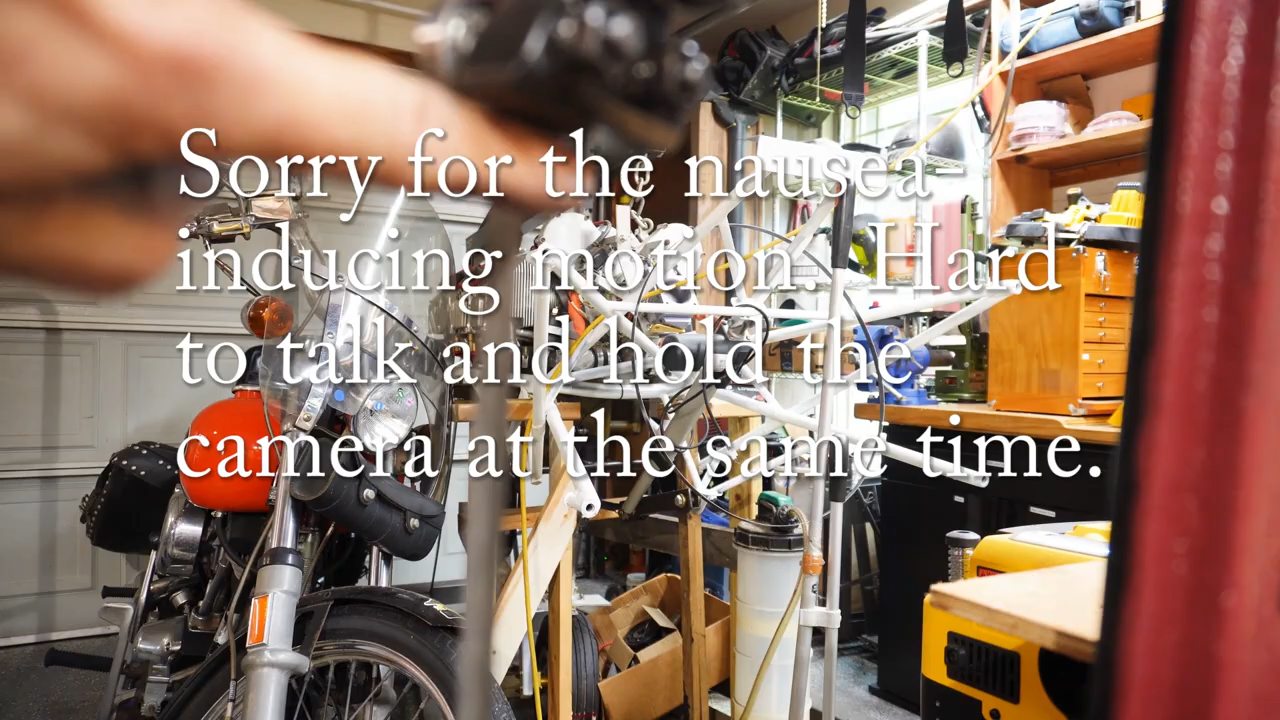 Sorry for the nausea-
inducing motion. Hard
to talk and hold the
camera at the same time.